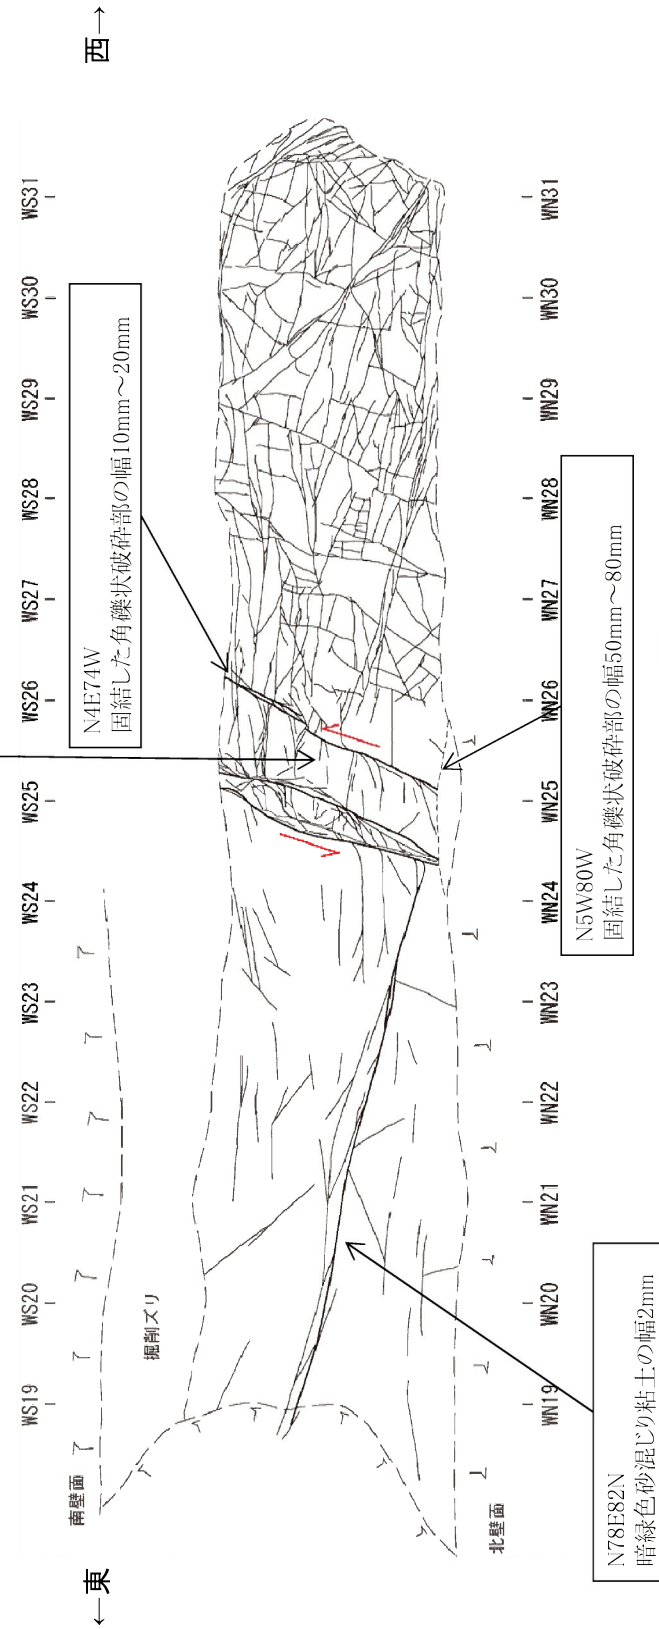 ←東
西→
南壁面
WS19
WS20
WS21
WS22
WS23
WS24
WS25
WS26
WS27
WS28
WS29
WS30
WS31
掘削ズリ
N4E74W
固結した角礫状破砕部の幅10mm～20mm
北壁面
WN19
WN20
WN21
WN22
WN23
WN24
WN25
WN26
WN27
WN28
WN29
WN30
WN31
N5W80W
固結した角礫状破砕部の幅50mm～80mm
N78E82N
暗緑色砂混じり粘土の幅2mm